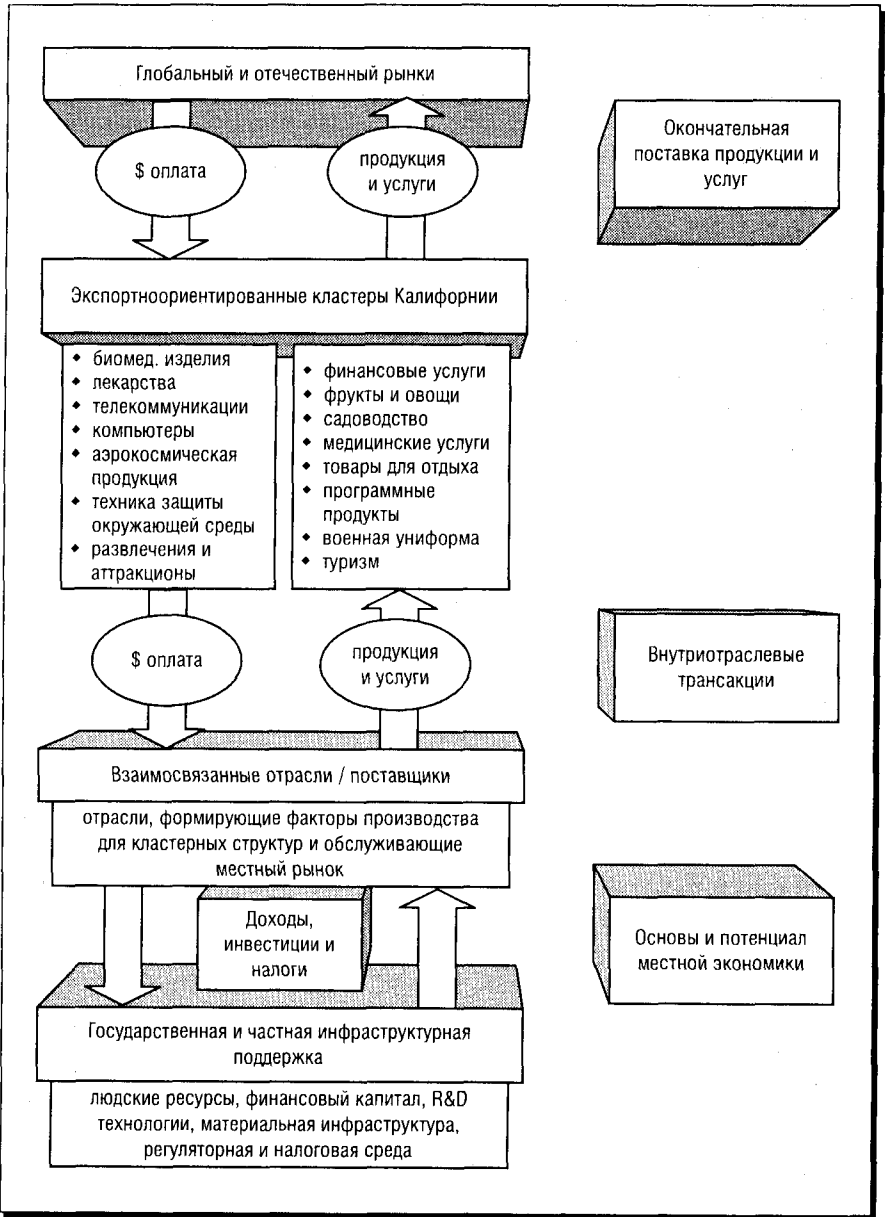 Глобальный и отечественный рынки
$ оплата
продукция
и услуги
Окончательная
поставка продукции и
услуг
Экспортноориентированные кластеры Калифорнии
• биомед. изделия
• лекарства
• телекоммуникации
• компьютеры
• аэрокосмическая
продукция
• техника защиты
окружающей среды
• развлечения и
аттракционы
• финансовые услуги
• фрукты и овощи
• садоводство
• медицинские услуги
• товары для отдыха
• программные
продукты
• военная униформа
• туризм
$ оплата
продукция
и услуги
Внутриотраслевые
трансакции
Взаимосвязанные отрасли / поставщики
отрасли, формирующие факторы производства
для кластерных структур и обслуживающие
местный рынок
Доходы,
инвестиции и
налоги
Основы и потенциал
местной экономики
Государственная и частная инфраструктурная
поддержка
людские ресурсы, финансовый капитал, R&D
технологии, материальная инфраструктура,
регуляторная и налоговая среда